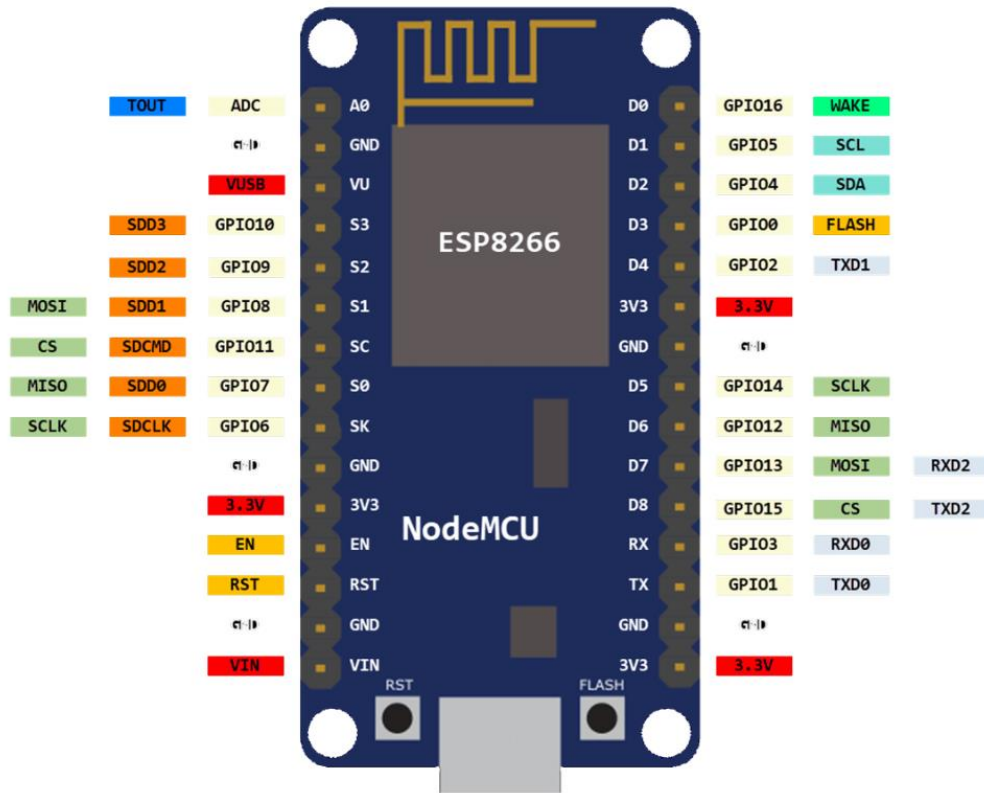 TOUT ADC A0 D0 GPIO16 WAKE
GND D1 GPIO5 SCL
VUSB VU D2 GPIO4 SDA
SDD3 GPIO10 S3 D3 GPIO0 FLASH
ESP8266
SDD2 GPIO9 S2 D4 GPIO2 TXD1
MOSI SDD1 GPIO8 S1 3V3 3.3V
CS SDCMD GPIO11 SC GND
MISO SDD0 GPIO7 S0 D5 GPIO14 SCLK
SCLK SDCLK GPIO6 SK D6 GPIO12 MISO
GND D7 GPIO13 MOSI RXD2
3.3V 3V3 D8 GPIO15 CS TXD2
NodeMCU
EN EN RX GPIO3 RXD0
RST RST TX GPIO1 TXD0
GND GND
VIN VIN 3V3 3.3V
RST FLASH